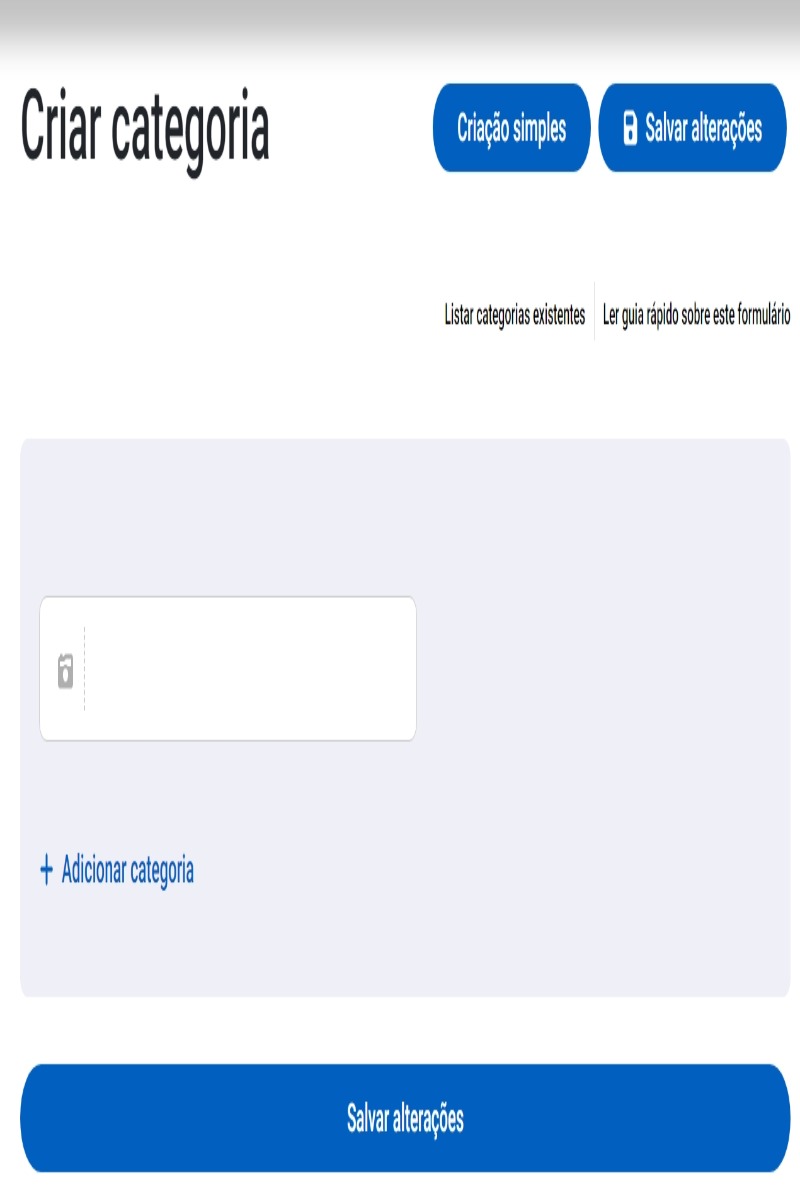 Criar categoria
Criação simples
Salvar alterações
Listar categorias existentes
Ler guia rápido sobre este formulário
+ Adicionar categoria
Salvar alterações